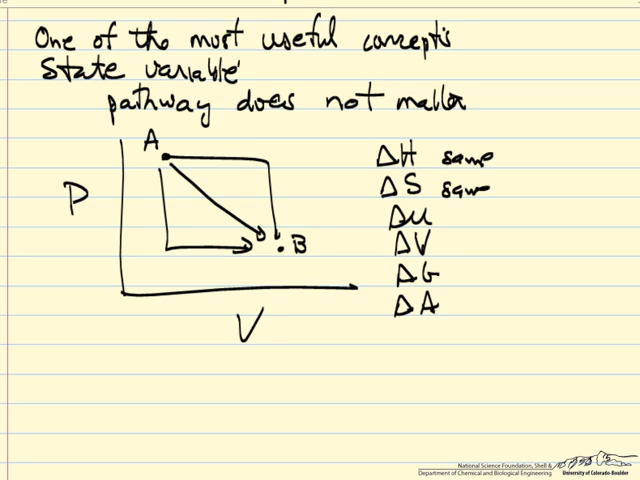 One of the most useful concepts
State variable
pathway does not matter
A
P
B
V
ΔH same
ΔS same
ΔU
ΔV
ΔG
ΔA
National Science Foundation, Shell &
Department of Chemical and Biological Engineering
University of Colorado-Boulder